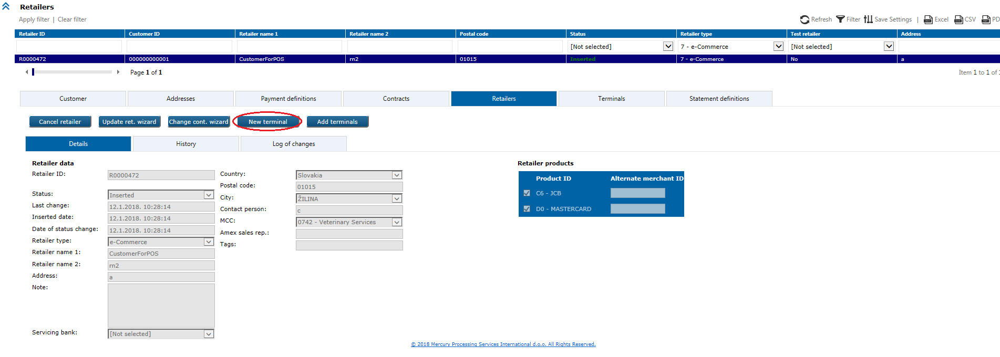 Retailers
Apply filter | Clear filter
Refresh Filter Save Settings | Excel CSV PD
Retailer ID Customer ID Retailer name 1 Retailer name 2 Postal code Status Retailer type Test retailer Address
[Not selected] 7 - e-Commerce [Not selected]
R0000472 000000000001 CustomerForPOS rn2 01015 Inserted 7 - e-Commerce No a
Page 1 of 1
Item 1 to 1 of 1
Customer Addresses Payment definitions Contracts Retailers Terminals Statement definitions
Cancel retailer Update ret. wizard Change cont. wizard New terminal Add terminals
Details History Log of changes
Retailer data
Retailer ID: R0000472
Status: Inserted
Last change: 12.1.2018. 10:28:14
Inserted date: 12.1.2018. 10:28:14
Date of status change: 12.1.2018. 10:28:14
Retailer type: e-Commerce
Retailer name 1: CustomerForPOS
Retailer name 2: rn2
Address: a
Note:
Servicing bank: [Not selected]
Country: Slovakia
Postal code: 01015
City: ŽILINA
Contact person: c
MCC: 0742 - Veterinary Services
Amex sales rep.:
Tags:
Retailer products
Product ID Alternate merchant ID
C6 - JCB
D0 - MASTERCARD
© 2018 Mercury Processing Services International d.o.o. All Rights Reserved.